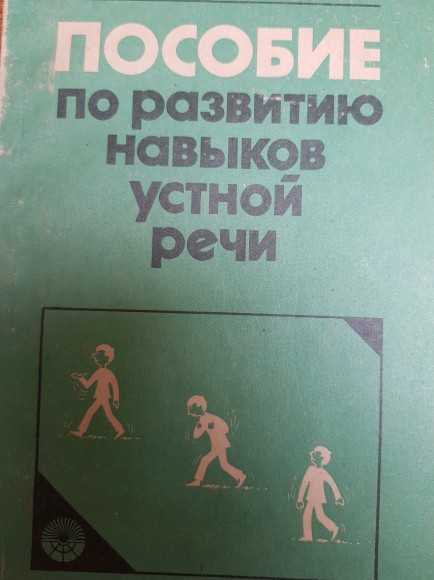 ПОСОБИЕ
по развитию
навыков
устной
речи